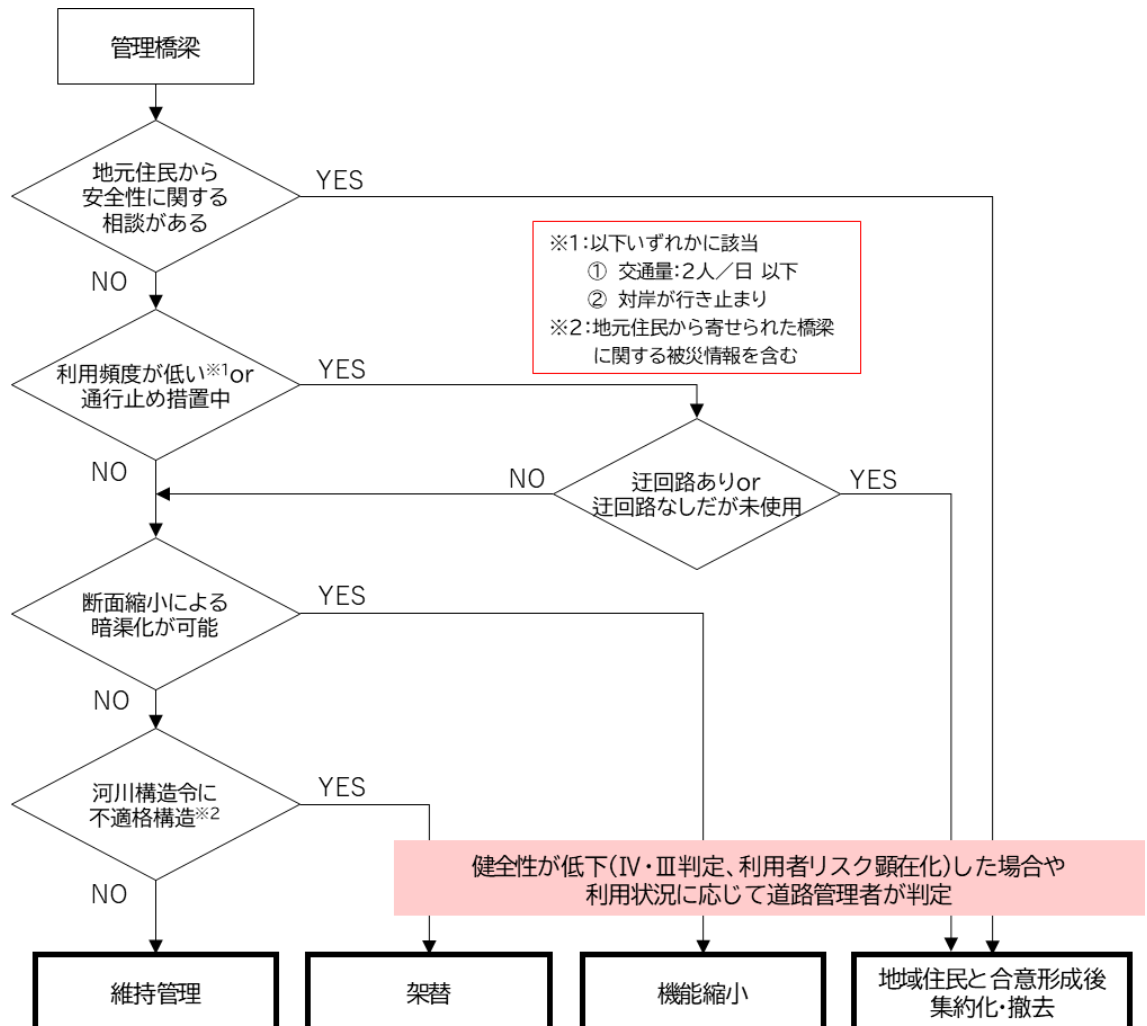 管理橋梁
地元住民から
安全性に関する
相談がある
YES
NO
※1:以下いずれかに該当
① 交通量:2人／日 以下
② 対岸が行き止まり
※2:地元住民から寄せられた橋梁
に関する被災情報を含む
利用頻度が低い※1or
通行止め措置中
YES
NO
迂回路ありor
迂回路なしだが未使用
NO
YES
断面縮小による
暗渠化が可能
YES
NO
河川構造令に
不適格構造※2
YES
NO
健全性が低下(Ⅳ・Ⅲ判定、利用者リスク顕在化)した場合や
利用状況に応じて道路管理者が判定
維持管理
架替
機能縮小
地域住民と合意形成後
集約化・撤去